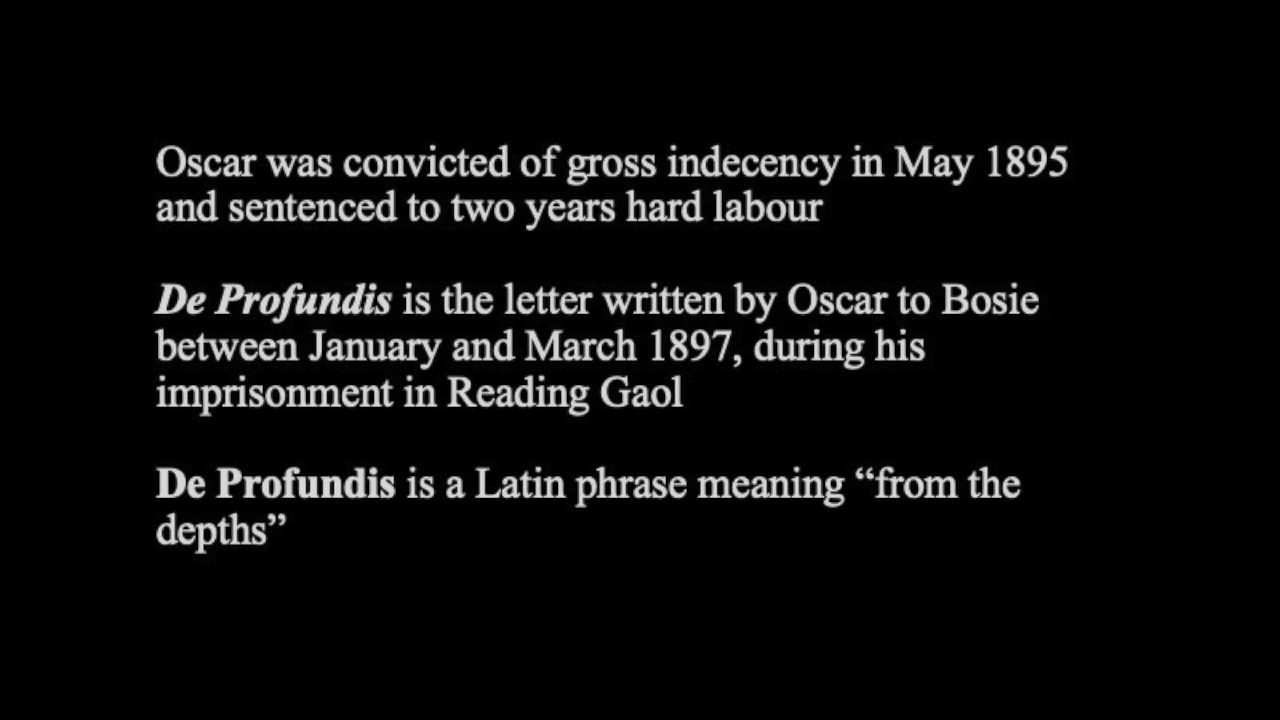 Oscar was convicted of gross indecency in May 1895
and sentenced to two years hard labour
De Profundis is the letter written by Oscar to Bosie
between January and March 1897, during his
imprisonment in Reading Gaol
De Profundis is a Latin phrase meaning “from the
depths”